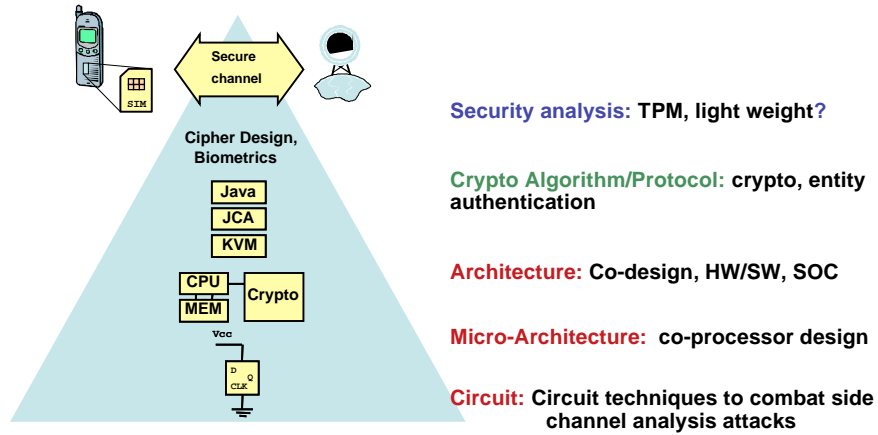 Secure
channel
SIM
Cipher Design,
Biometrics
Java
JCA
KVM
CPU
MEM
Crypto
Vcc
D
Q
CLK
Security analysis: TPM, light weight?
Crypto Algorithm/Protocol: crypto, entity
authentication
Architecture: Co-design, HW/SW, SOC
Micro-Architecture: co-processor design
Circuit: Circuit techniques to combat side
channel analysis attacks